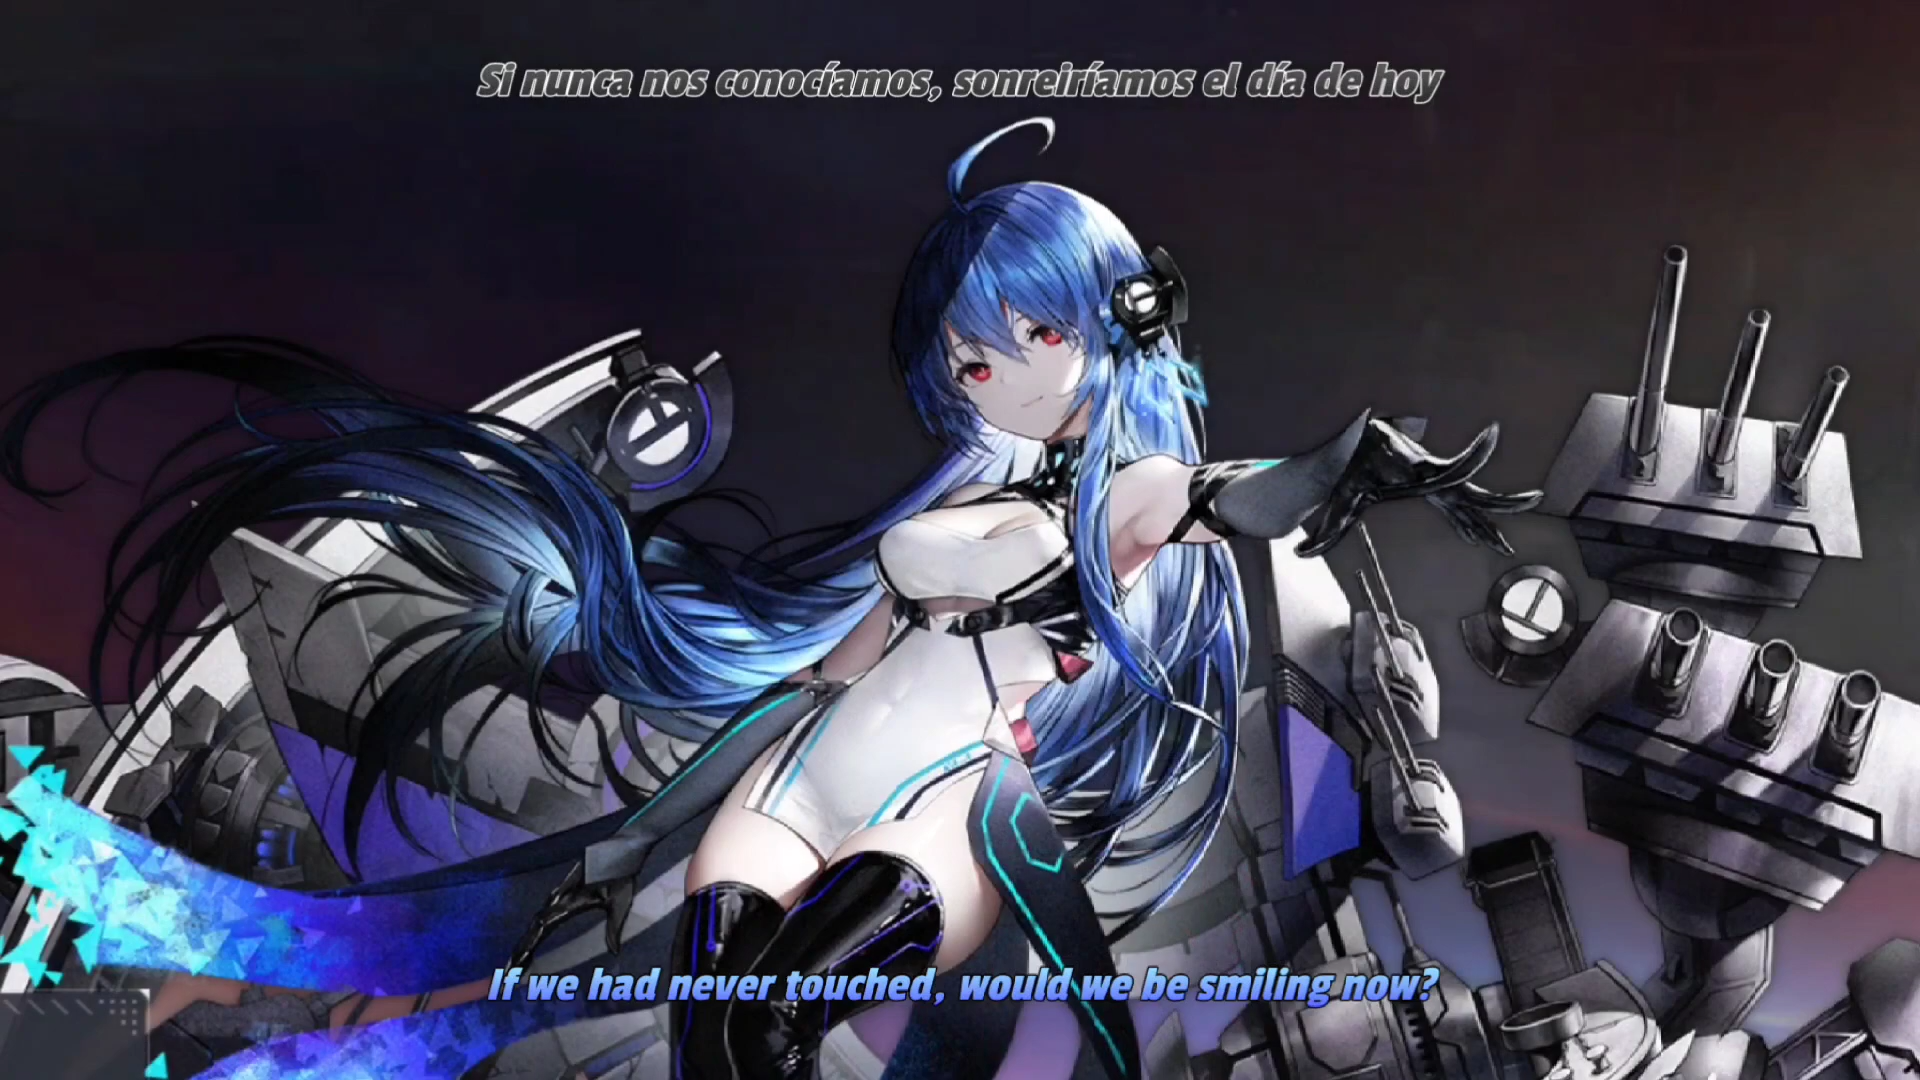 Si nunca nos conocíamos, sonreiríamos el día de hoy
If we had never touched, would we be smiling now?